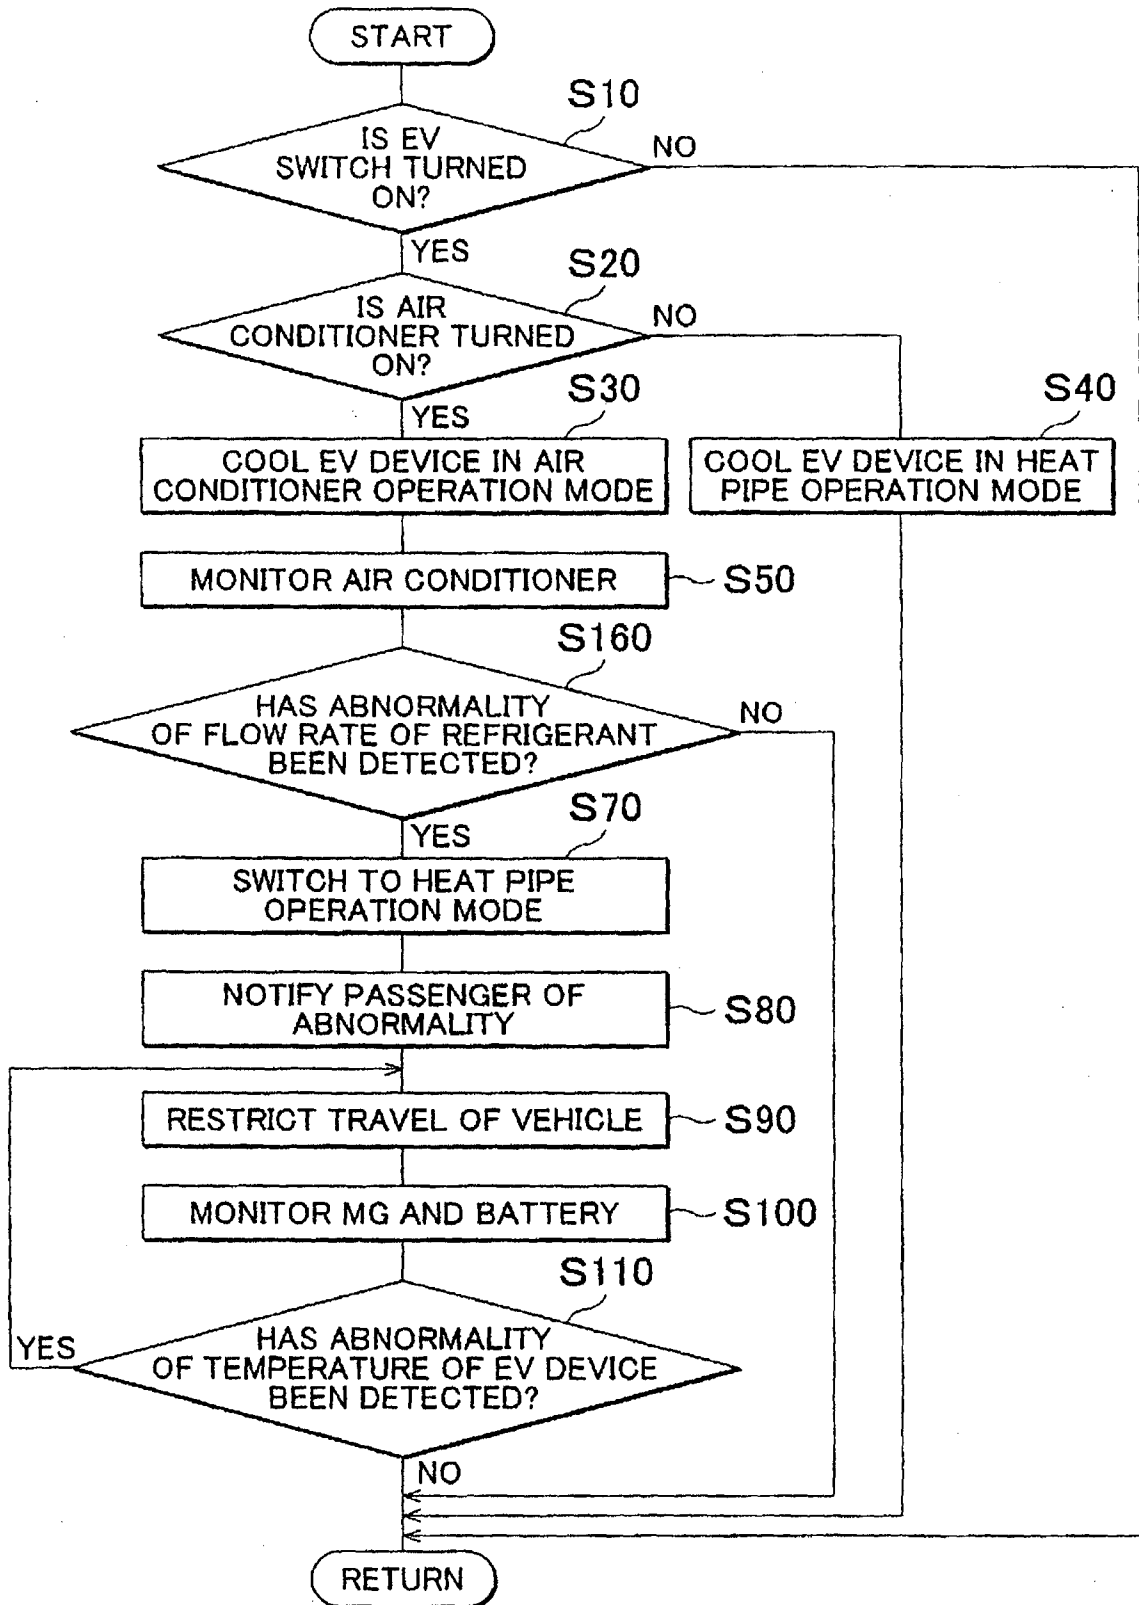 START
S10
IS EV
SWITCH TURNED
ON?
NO
YES
S20
IS AIR
CONDITIONER TURNED
ON?
NO
YES
S30
COOL EV DEVICE IN AIR
CONDITIONER OPERATION MODE
S40
COOL EV DEVICE IN HEAT
PIPE OPERATION MODE
MONITOR AIR CONDITIONER
S50
S160
HAS ABNORMALITY
OF FLOW RATE OF REFRIGERANT
BEEN DETECTED?
NO
YES
S70
SWITCH TO HEAT PIPE
OPERATION MODE
NOTIFY PASSENGER OF
ABNORMALITY
S80
RESTRICT TRAVEL OF VEHICLE
S90
MONITOR MG AND BATTERY
S100
S110
HAS ABNORMALITY
OF TEMPERATURE OF EV DEVICE
BEEN DETECTED?
YES
NO
RETURN